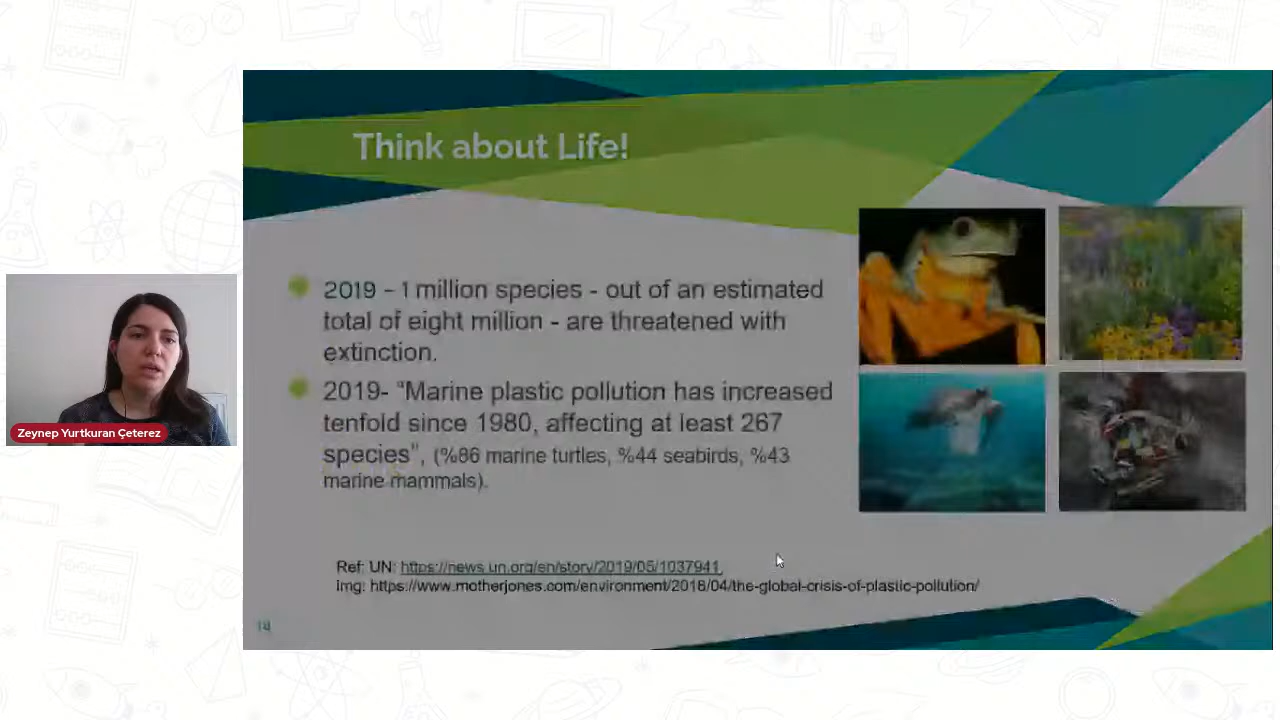 Think about Life!
2019 – 1 million species - out of an estimated
total of eight million - are threatened with
extinction.
2019- “Marine plastic pollution has increased
tenfold since 1980, affecting at least 267
species”, (%86 marine turtles, %44 seabirds, %43
marine mammals).
Ref: UN: https://news.un.org/en/story/2019/05/1037941
img: https://www.motherjones.com/environment/2018/04/the-global-crisis-of-plastic-pollution/
Zeynep Yurtkuran Çeterez